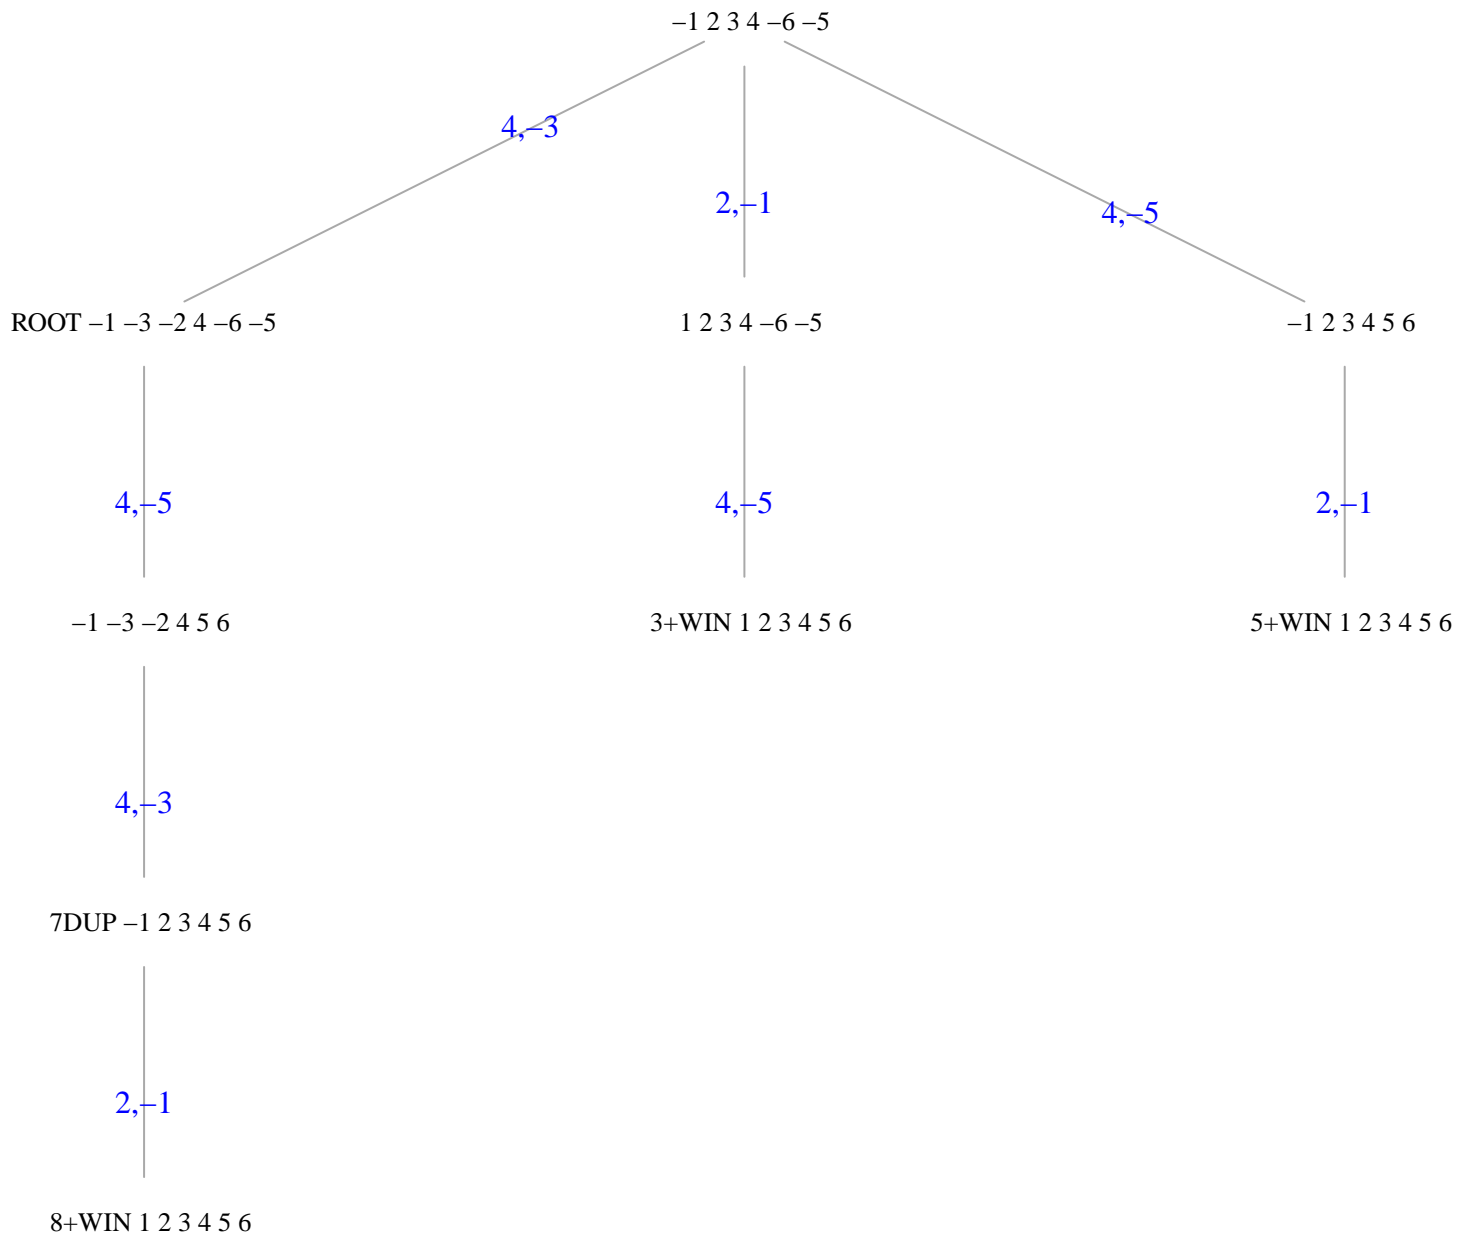 –1 2 3 4 –6 –5
4,–3
2,–1
4,–5
ROOT –1 –3 –2 4 –6 –5
1 2 3 4 –6 –5
–1 2 3 4 5 6
4,–5
4,–5
2,–1
–1 –3 –2 4 5 6
3+WIN 1 2 3 4 5 6
5+WIN 1 2 3 4 5 6
4,–3
7DUP –1 2 3 4 5 6
2,–1
8+WIN 1 2 3 4 5 6